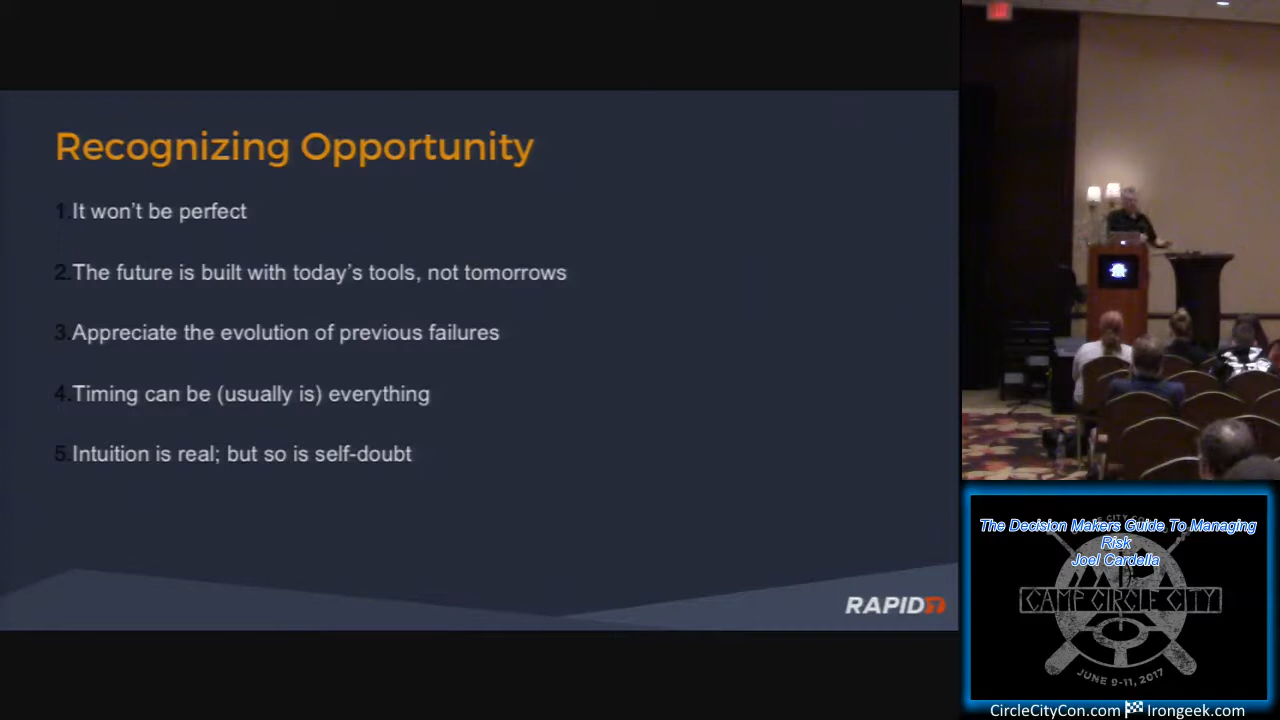 Recognizing Opportunity
1.It won't be perfect
2.The future is built with today's tools, not tomorrows
3.Appreciate the evolution of previous failures
4.Timing can be (usually is) everything
5.Intuition is real; but so is self-doubt
RAPID7
The Decision Makers Guide To Managing
Risk
Joel Cardella
CAMP CIRCLE CITY
JUNE 9-11, 2017
CircleCityCon.com Irongeek.com